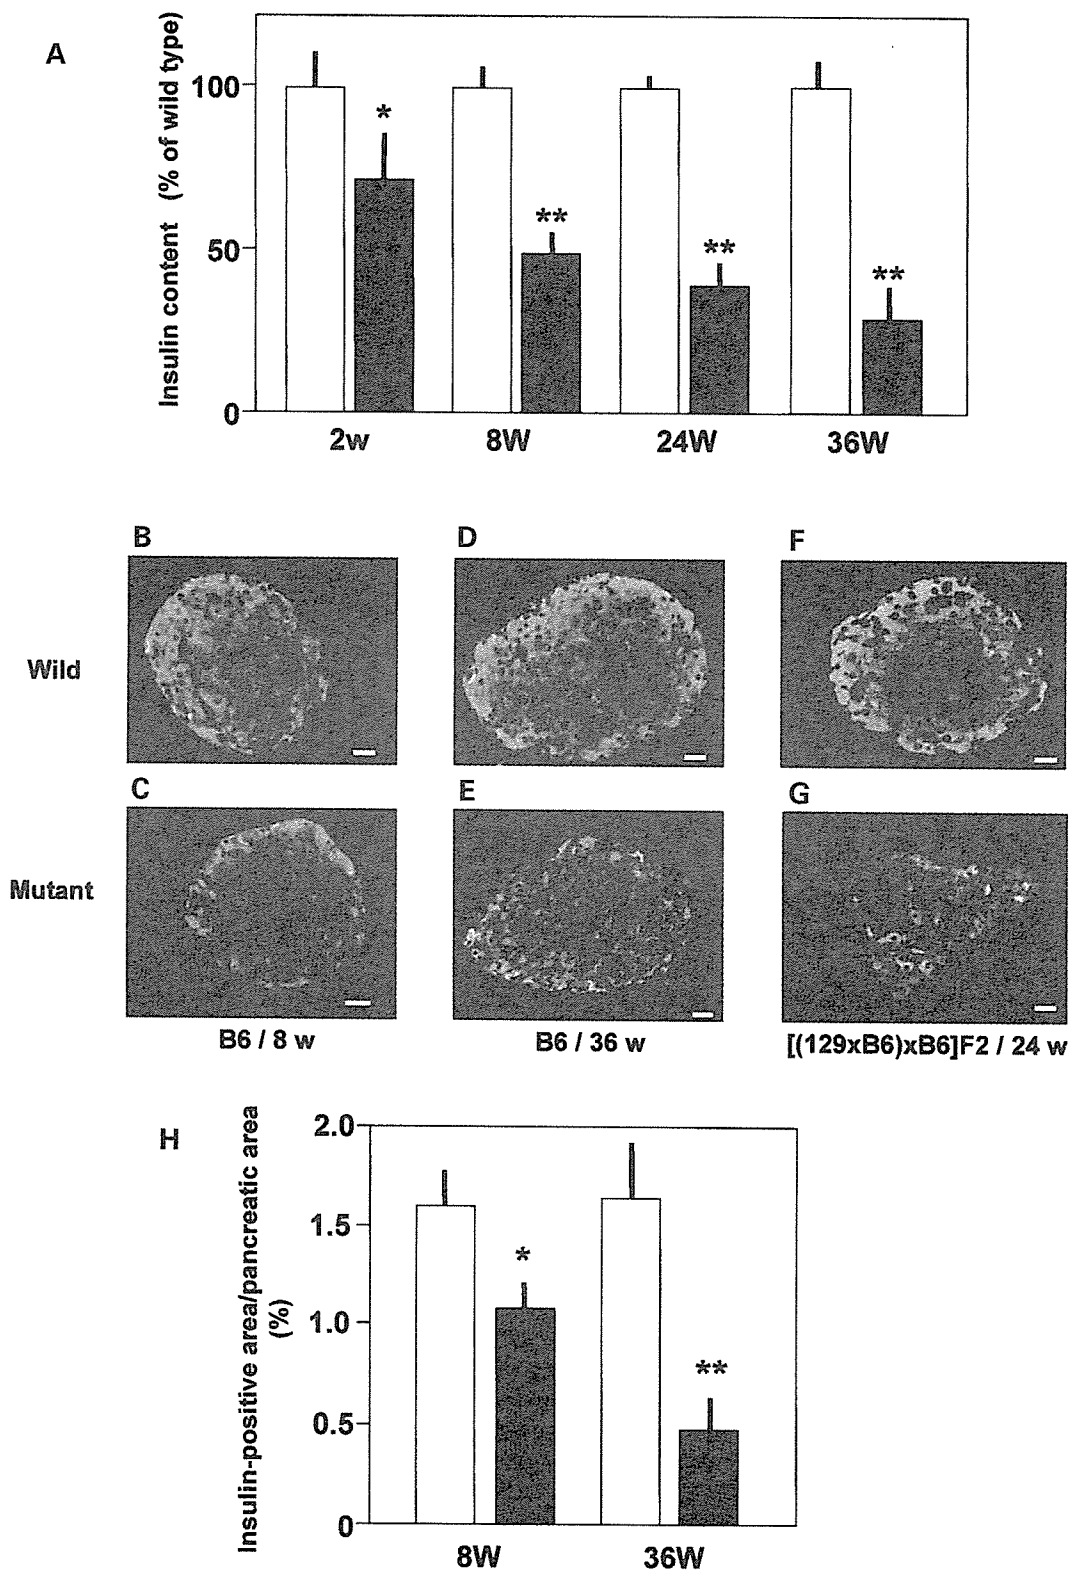 A
Insulin content (% of wild type)
100
50
0
*
**
**
**
2w
8W
24W
36W
B
D
F
Wild
C
E
G
Mutant
B6 / 8 w
B6 / 36 w
[(129xB6)xB6]F2 / 24 w
H
Insulin-positive area/pancreatic area
(%)
2.0
1.5
1.0
0.5
0
*
**
8W
36W